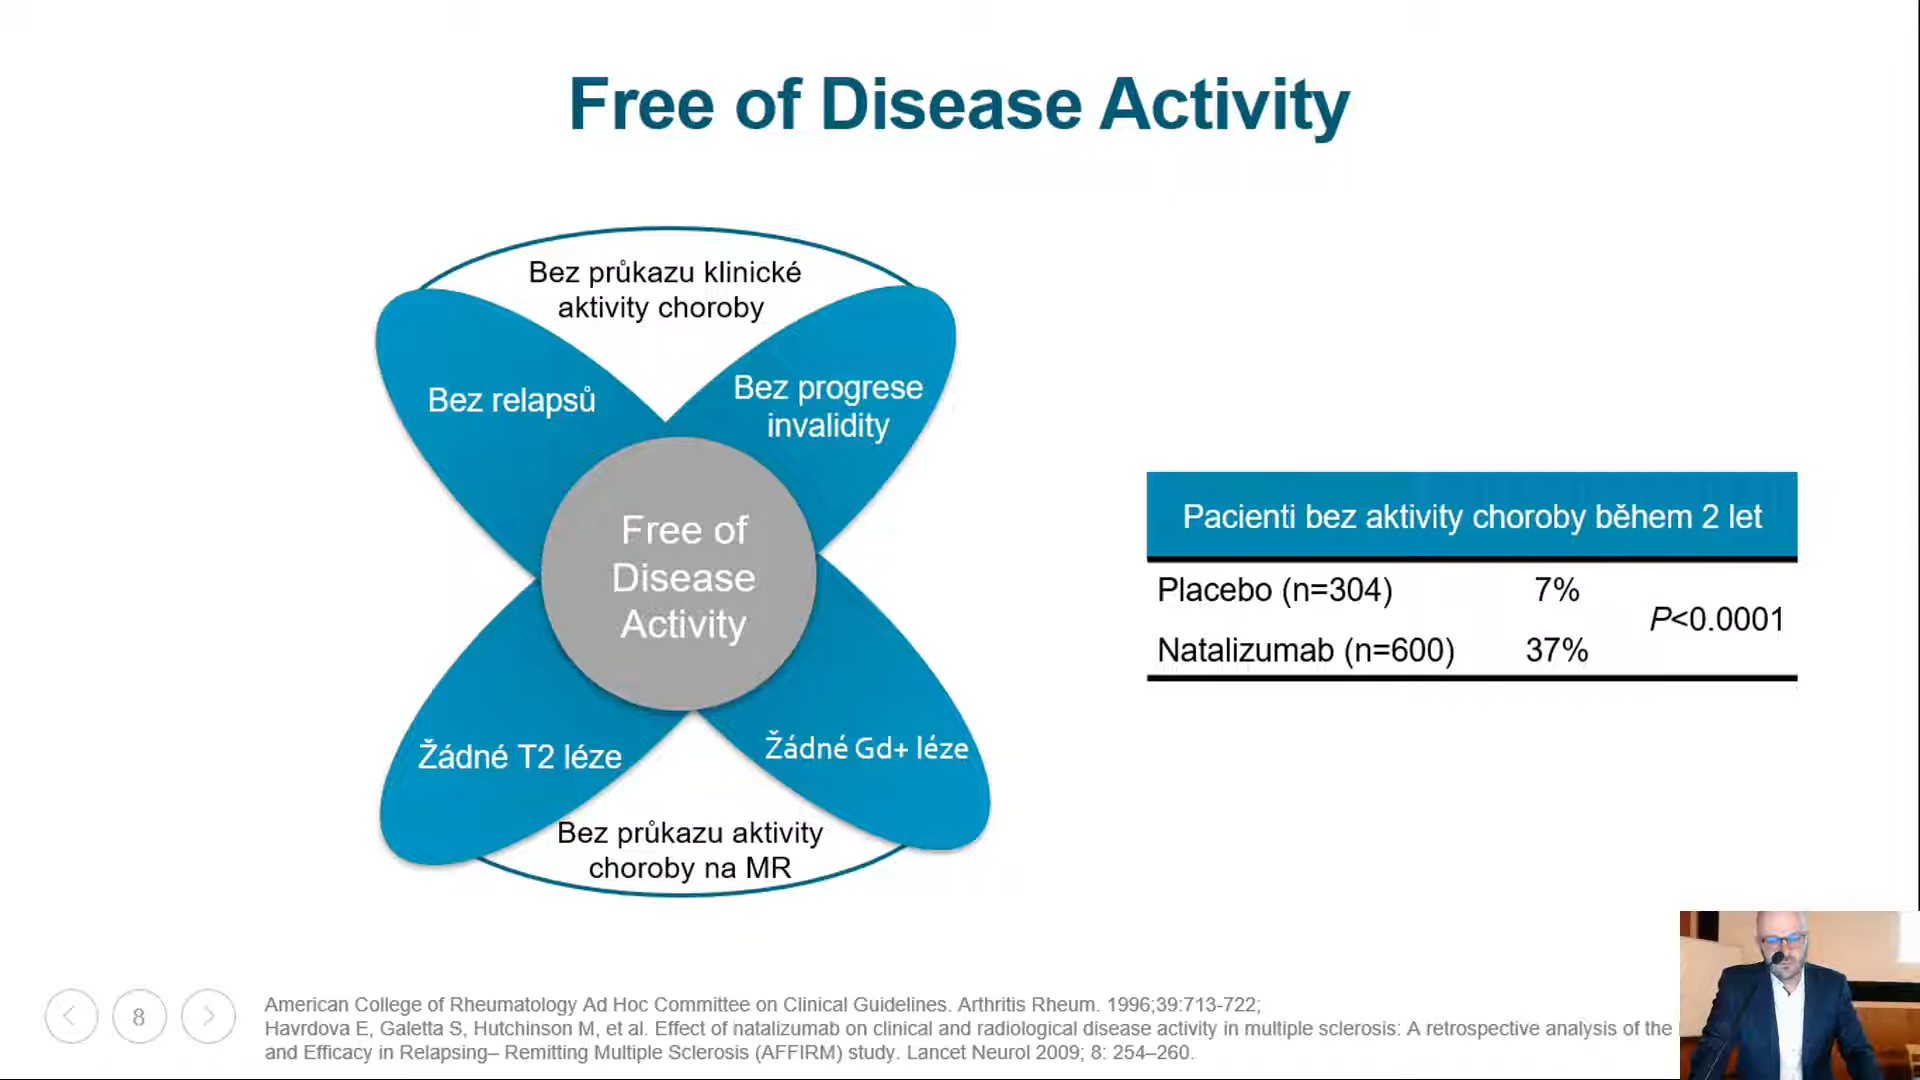 Free of Disease Activity
Bez průkazu klinické
aktivity choroby
Bez relapsů
Bez progrese
invalidity
Free of
Disease
Activity
Žádné T2 léze
Žádné Gd+ léze
Bez průkazu aktivity
choroby na MR
Pacienti bez aktivity choroby během 2 let
Placebo (n=304) 7%
P<0.0001
Natalizumab (n=600) 37%
8
American College of Rheumatology Ad Hoc Committee on Clinical Guidelines. Arthritis Rheum. 1996;39:713-722;
Havrdova E, Galetta S, Hutchinson M, et al. Effect of natalizumab on clinical and radiological disease activity in multiple sclerosis: A retrospective analysis of the
and Efficacy in Relapsing– Remitting Multiple Sclerosis (AFFIRM) study. Lancet Neurol 2009; 8: 254–260.